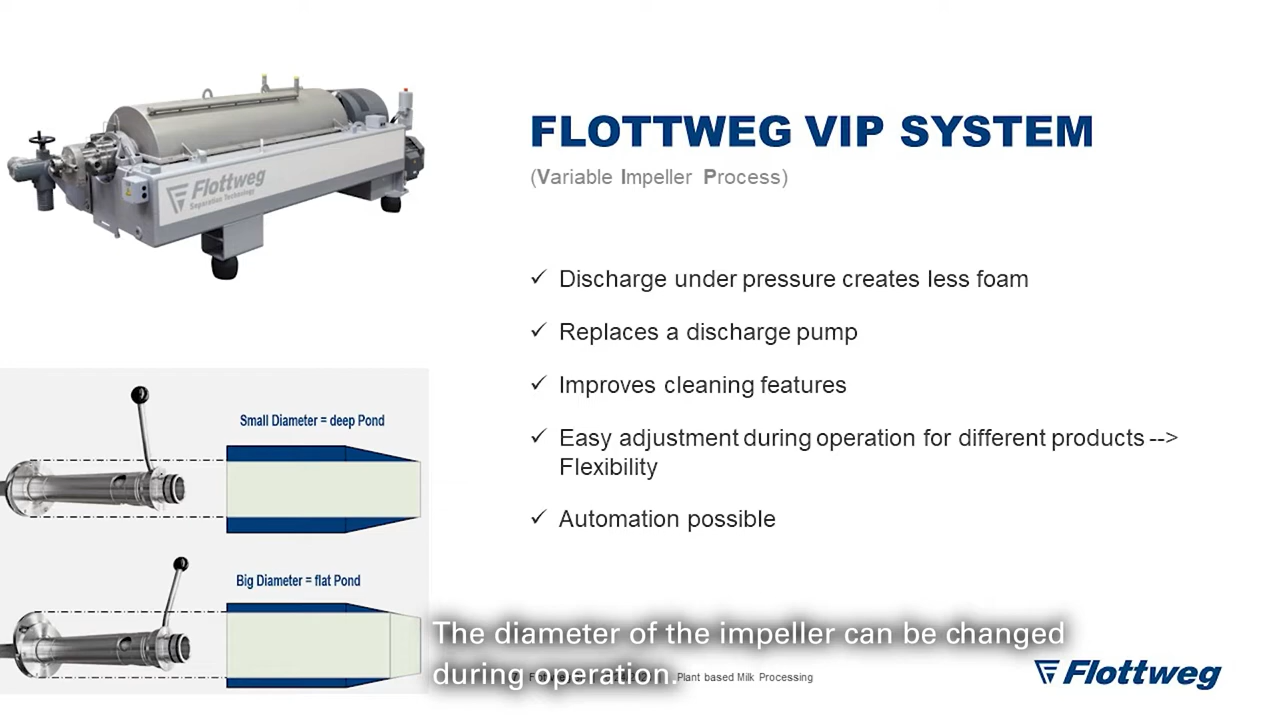 FLOTTWEG VIP SYSTEM
(Variable Impeller Process)
Flottweg
Separation Technology
✓ Discharge under pressure creates less foam
✓ Replaces a discharge pump
✓ Improves cleaning features
✓ Easy adjustment during operation for different products -->
Flexibility
✓ Automation possible
Small Diameter = deep Pond
Big Diameter = flat Pond
The diameter of the impeller can be changed
during operation.
Plant based Milk Processing
Flottweg